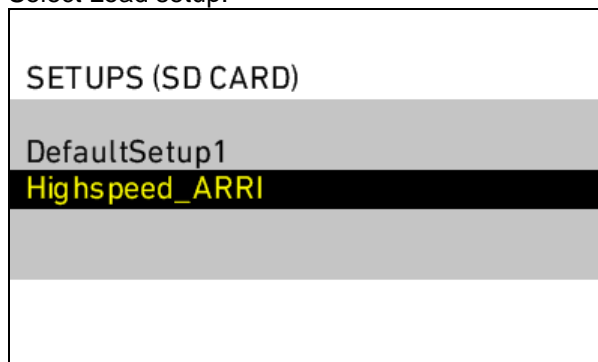 Select Load setup.
SETUPS (SD CARD)
DefaultSetup1
Highspeed_ARRI